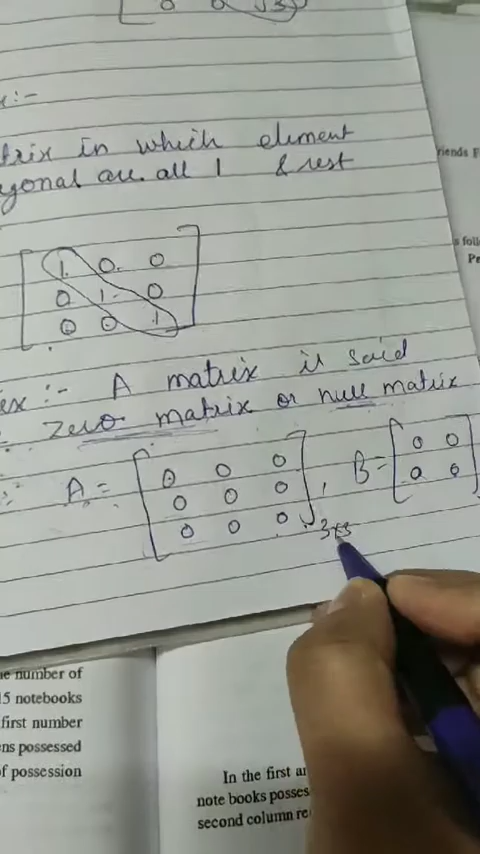 0 0 √3
x:-
trix in which element
gonal are all 1 & rest
1 0 0
0 1 0
0 0 1
ex :- A matrix is said
zero matrix or null matrix
A = 0 0 0 , B = 0 0
0 0 0 0 0
0 0 0 3x3
riends F
s foll
Pe
e number of
15 notebooks
first number
ns possessed
f possession
In the first ar
note books posses
second column re